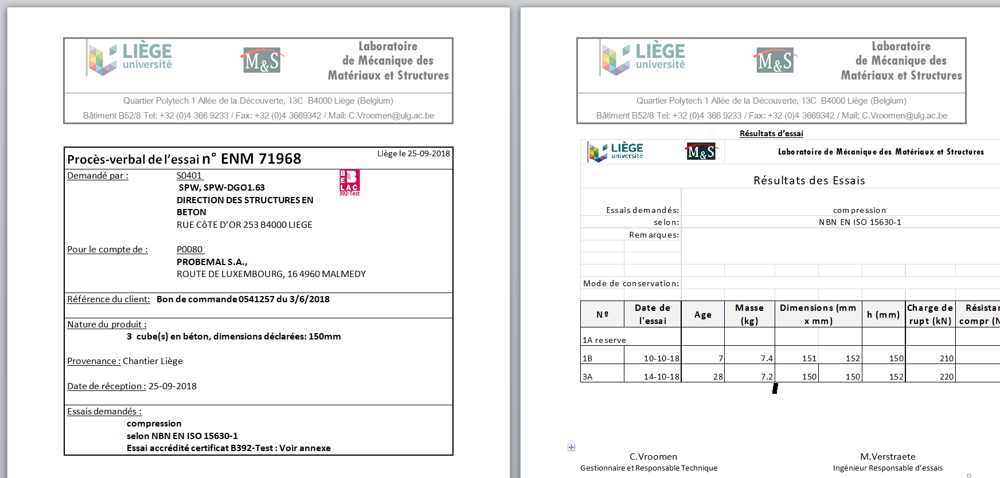 LIÈGE
université
M&S
Laboratoire
de Mécanique des
Matériaux et Structures
Quartier Polytech 1 Allée de la Découverte, 13C B4000 Liège (Belgium)
Bâtiment B52/8 Tel: +32 (0)4 366 9233 / Fax: +32 (0)4 3669342 / Mail: C.Vroomen@ulg.ac.be
Procès-verbal de l’essai n° ENM 71968
Liège le 25-09-2018
Demandé par :
S0401
SPW, SPW-DGO1.63
DIRECTION DES STRUCTURES EN
BETON
RUE CôTE D’OR 253 B4000 LIEGE
BELAC
392-Test
Pour le compte de :
P0080
PROBEMAL S.A.,
ROUTE DE LUXEMBOURG, 16 4960 MALMEDY
Référence du client: Bon de commande 0541257 du 3/6/2018
Nature du produit :
3 cube(s) en béton, dimensions déclarées: 150mm
Provenance : Chantier Liège
Date de réception : 25-09-2018
Essais demandés :
compression
selon NBN EN ISO 15630-1
Essai accrédité certificat B392-Test : Voir annexe
LIÈGE
université
M&S
Laboratoire
de Mécanique des
Matériaux et Structures
Quartier Polytech 1 Allée de la Découverte, 13C B4000 Liège (Belgium)
Bâtiment B52/8 Tel: +32 (0)4 366 9233 / Fax: +32 (0)4 3669342 / Mail: C.Vroomen@ulg.ac.be
Résultats d’essai
LIÈGE
université
M&S
Laboratoire de Mécanique des Matériaux et Structures
Résultats des Essais
Essais demandés: compression
selon: NBN EN ISO 15630-1
Remarques:
Mode de conservation:
Nº
Date de
l'essai
Age
Masse
(kg)
Dimensions (mm
x mm)
h (mm)
Charge de
rupt (kN)
Résistan
compr (N
1A reserve
1B 10-10-18 7 7.4 151 152 150 210
3A 14-10-18 28 7.2 150 150 152 220
C.Vroomen
Gestionnaire et Responsable Technique
M.Verstraete
Ingénieur Responsable d’essais